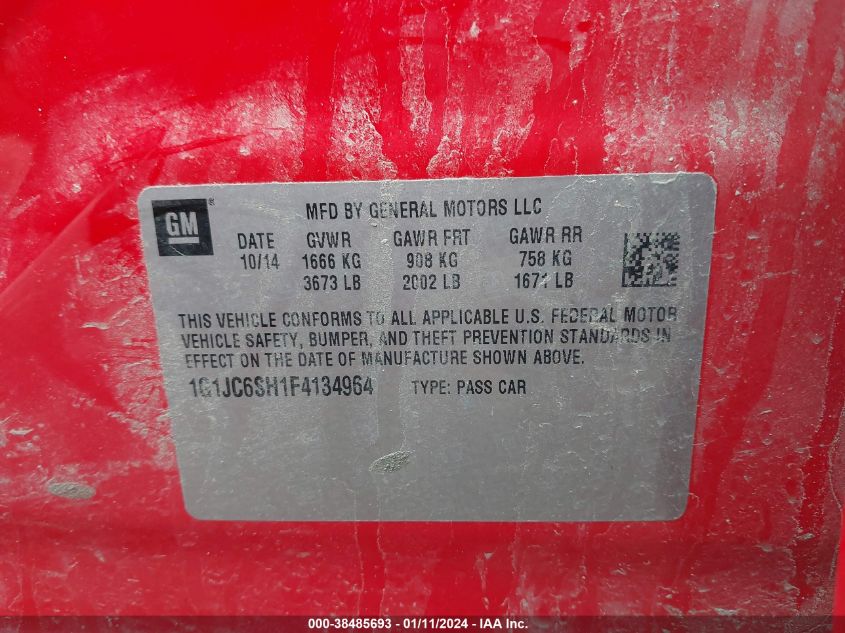 GM®
MFD BY GENERAL MOTORS LLC
DATE GVWR GAWR FRT GAWR RR
10/14 1666 KG 908 KG 758 KG
3673 LB 2002 LB 1671 LB
THIS VEHICLE CONFORMS TO ALL APPLICABLE U.S. FEDERAL MOTOR
VEHICLE SAFETY, BUMPER, AND THEFT PREVENTION STANDARDS IN
EFFECT ON THE DATE OF MANUFACTURE SHOWN ABOVE.
1G1JC6SH1F4134964 TYPE: PASS CAR
000-38485693 - 01/11/2024 - IAA Inc.